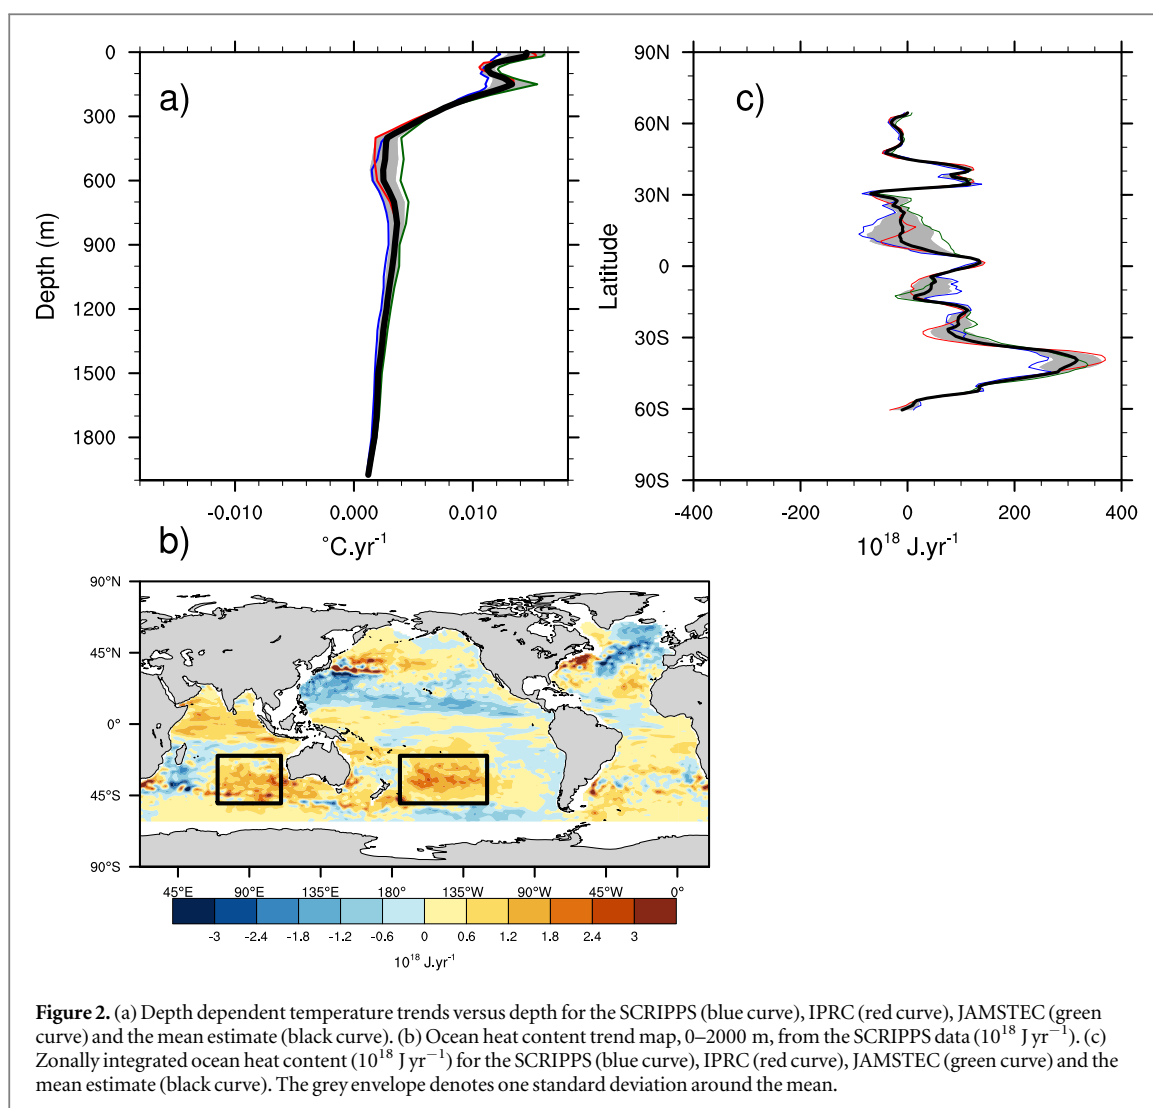 a)
0
300
600
900
1200
1500
1800
Depth (m)
-0.010
0.000
0.010
°C.yr⁻¹
c)
90N
60N
30N
0
30S
60S
90S
Latitude
-400
-200
0
200
400
10¹⁸ J.yr⁻¹
b)
90°N
45°N
0°
45°S
90°S
45°E
90°E
135°E
180°
135°W
90°W
45°W
0°
-3
-2.4
-1.8
-1.2
-0.6
0
0.6
1.2
1.8
2.4
3
10¹⁸ J.yr⁻¹
Figure 2. (a) Depth dependent temperature trends versus depth for the SCRIPPS (blue curve), IPRC (red curve), JAMSTEC (green
curve) and the mean estimate (black curve). (b) Ocean heat content trend map, 0–2000 m, from the SCRIPPS data (10¹⁸ J yr⁻¹). (c)
Zonally integrated ocean heat content (10¹⁸ J yr⁻¹) for the SCRIPPS (blue curve), IPRC (red curve), JAMSTEC (green curve) and the
mean estimate (black curve). The grey envelope denotes one standard deviation around the mean.